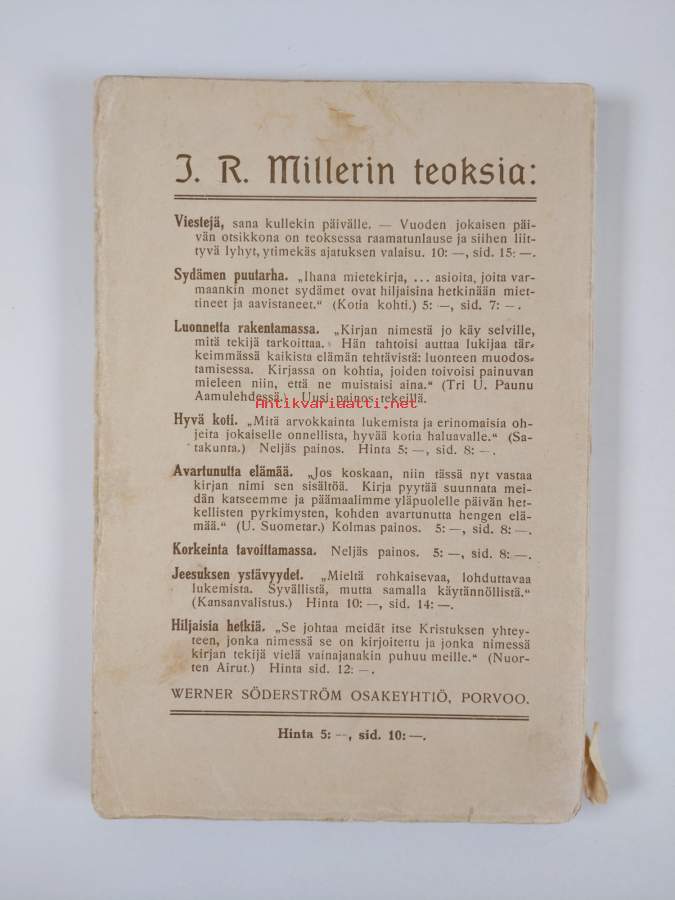 J. R. Millerin teoksia:
Viestejä, sana kullekin päivälle. — Vuoden jokaisen päi-
vän otsikkona on teoksessa raamatunlause ja siihen liit-
tyvä lyhyt, ytimekäs ajatuksen valaisu. 10: —, sid. 15: —.
Sydämen puutarha. „Ihana mietekirja, ... asioita, joita var-
maankin monet sydämet ovat hiljaisina hetkinään miet-
tineet ja aavistaneet.“ (Kotia kohti.) 5: —, sid. 7: —.
Luonnetta rakentamassa. „Kirjan nimestä jo käy selville,
mitä tekijä tarkoittaa. Hän tahtoisi auttaa lukijaa tär-
keimmässä kaikista elämän tehtävistä: luonteen muodos-
tamisessa. Kirjassa on kohtia, joiden toivoisi painuvan
mieleen niin, että ne muistaisi aina.“ (Tri U. Paunu
Aamulehdessä.) Uusi painos tekeillä.
Antikvariaatti.net
Hyvä koti. „Mitä arvokkainta lukemista ja erinomaisia oh-
jeita jokaiselle onnellista, hyvää kotia haluavalle.“ (Sa-
takunta.) Neljäs painos. Hinta 5: —, sid. 8: —.
Avartunutta elämää. „Jos koskaan, niin tässä nyt vastaa
kirjan nimi sen sisältöä. Kirja pyytää suunnata mei-
dän katseemme ja päämaalimme yläpuolelle päivän het-
kellisten pyrkimysten, kohden avartunutta hengen elä-
mää.“ (U. Suometar.) Kolmas painos. 5: —, sid. 8: —.
Korkeinta tavoittamassa. Neljäs painos. 5: —, sid. 8: —.
Jeesuksen ystävyydet. „Mieltä rohkaisevaa, lohduttavaa
lukemista. Syvällistä, mutta samalla käytännöllistä.“
(Kansanvalistus.) Hinta 10: —, sid. 14: —.
Hiljaisia hetkiä. „Se johtaa meidät itse Kristuksen yhtey-
teen, jonka nimessä se on kirjoitettu ja jonka nimessä
kirjan tekijä vielä vainajanakin puhuu meille.“ (Nuor-
ten Airut.) Hinta sid. 12: —.
WERNER SÖDERSTRÖM OSAKEYHTIÖ, PORVOO.
Hinta 5: —, sid. 10: —.